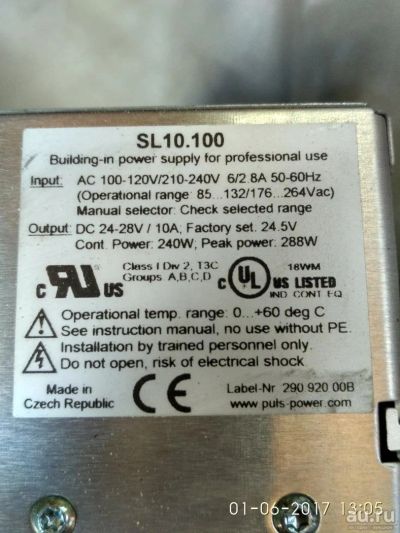 SL10.100
Building-in power supply for professional use
Input: AC 100-120V/210-240V 6/2.8A 50-60Hz
(Operational range: 85...132/176...264Vac)
Manual selector: Check selected range
Output: DC 24-28V / 10A, Factory set. 24.5V
Cont. Power: 240W, Peak power: 288W
c RU US
Class I Div 2, T3C
Groups A,B,C,D
c UL US LISTED
18WM
IND CONT EQ
Operational temp. range: 0...+60 deg C
See instruction manual, no use without PE.
Installation by trained personnel only.
Do not open, risk of electrical shock.
Made in
Czech Republic
CE
Label-Nr 290 920 00B
www.puls-power.com
01-06-2017 13:05
au.ru